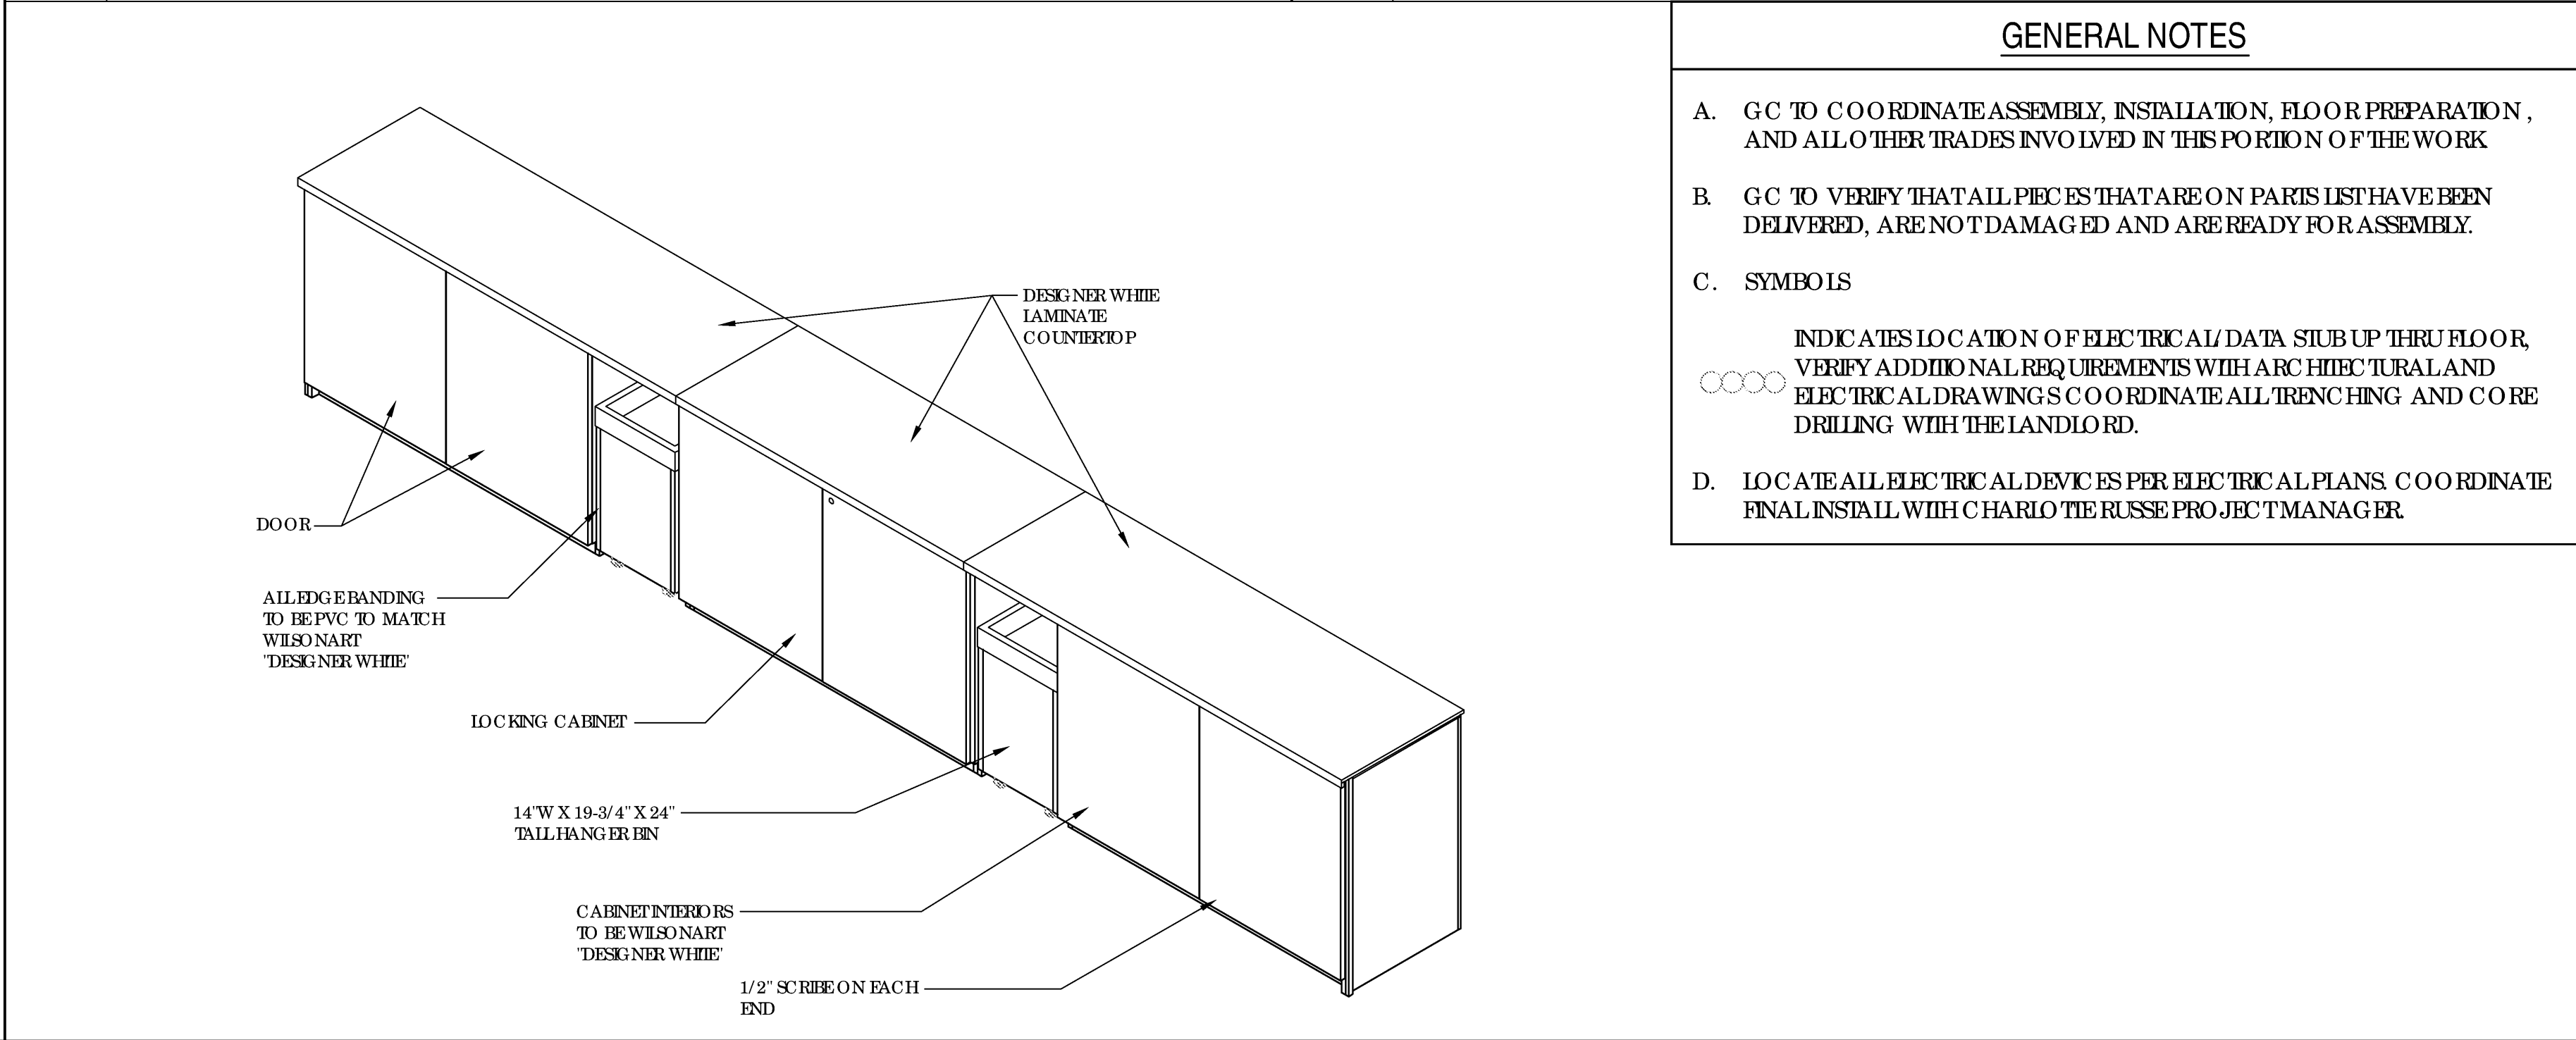 GENERAL NOTES
A. GC TO COORDINATE ASSEMBLY, INSTALLATION, FLOOR PREPARATION,
AND ALL OTHER TRADES INVOLVED IN THIS PORTION OF THE WORK
B. GC TO VERIFY THAT ALL PIECES THAT ARE ON PARTS LIST HAVE BEEN
DELIVERED, ARE NOT DAMAGED AND ARE READY FOR ASSEMBLY.
C. SYMBOLS
INDICATES LOCATION OF ELECTRICAL/DATA STUB UP THRU FLOOR,
VERIFY ADDITIONAL REQUIREMENTS WITH ARCHITECTURAL AND
ELECTRICAL DRAWINGS COORDINATE ALL TRENCHING AND CORE
DRILLING WITH THE LANDLORD.
D. LOCATE ALL ELECTRICAL DEVICES PER ELECTRICAL PLANS. COORDINATE
FINAL INSTALL WITH CHARLOTTE RUSSE PROJECT MANAGER.
DESIGNER WHITE
LAMINATE
COUNTERTOP
DOOR
ALL EDGE BANDING
TO BE PVC TO MATCH
WILSONART
'DESIGNER WHITE'
LOCKING CABINET
14"W X 19-3/4" X 24"
TALL HANGER BIN
CABINET INTERIORS
TO BE WILSONART
'DESIGNER WHITE'
1/2" SCRIBE ON EACH
END